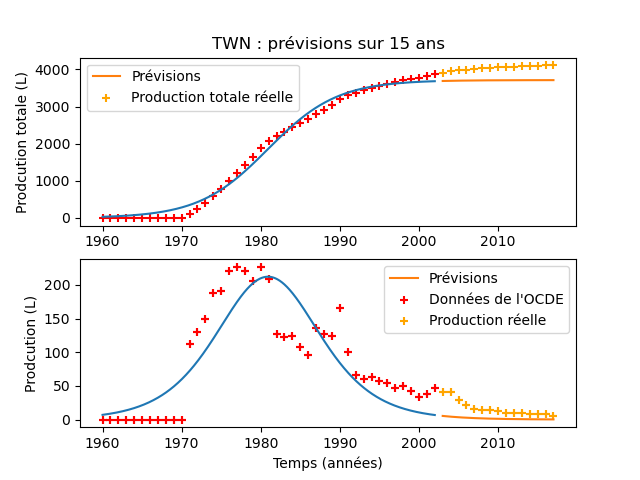 TWN : prévisions sur 15 ans
Prodcution totale (L)
4000
3000
2000
1000
0
Prévisions
Production totale réelle
1960 1970 1980 1990 2000 2010
Prodcution (L)
200
150
100
50
0
Prévisions
Données de l'OCDE
Production réelle
1960 1970 1980 1990 2000 2010
Temps (années)